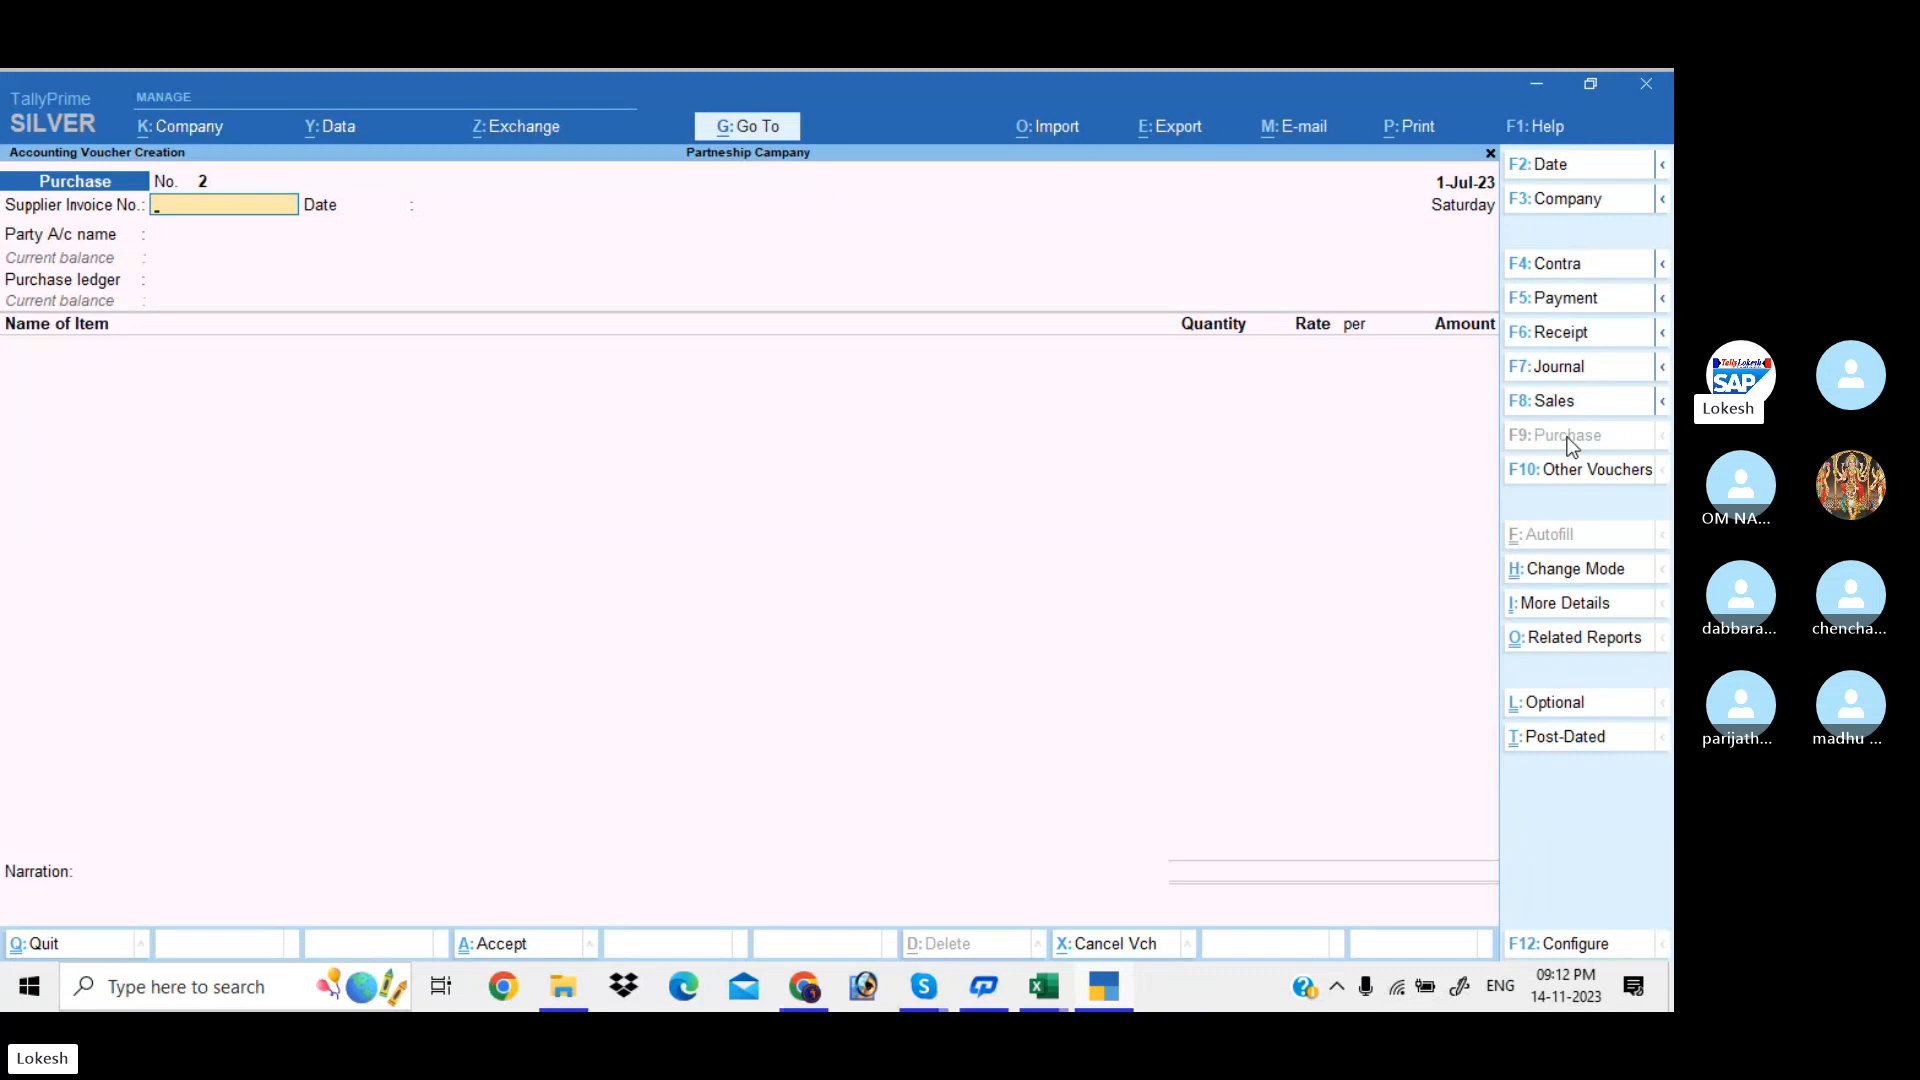 TallyPrime
SILVER
MANAGE
K: Company
Y: Data
Z: Exchange
G: Go To
O: Import
E: Export
M: E-mail
P: Print
F1: Help
Accounting Voucher Creation
Partneship Campany
Purchase No. 2
1-Jul-23
Supplier Invoice No.: Date :
Saturday
Party A/c name :
Current balance :
Purchase ledger :
Current balance :
Name of Item Quantity Rate per Amount
Narration:
F2: Date
F3: Company
F4: Contra
F5: Payment
F6: Receipt
F7: Journal
F8: Sales
F9: Purchase
F10: Other Vouchers
F: Autofill
H: Change Mode
I: More Details
O: Related Reports
L: Optional
T: Post-Dated
F12: Configure
Q: Quit
A: Accept
D: Delete
X: Cancel Vch
Type here to search
ENG
09:12 PM
14-11-2023
TallyLokesh
SAP
Lokesh
OM NA...
dabbara...
chencha...
parijath...
madhu ...
Lokesh